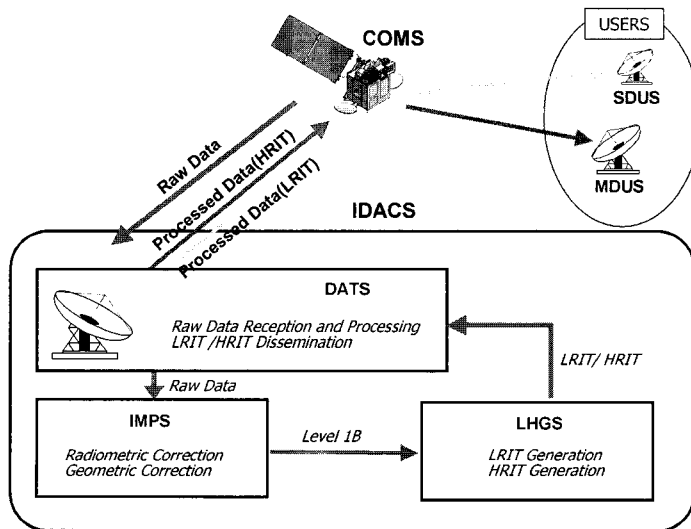 COMS
USERS
SDUS
MDUS
Raw Data
Processed Data(HRIT)
Processed Data(LRIT)
IDACS
DATS
Raw Data Reception and Processing
LRIT /HRIT Dissemination
Raw Data
LRIT/ HRIT
IMPS
Radiometric Correction
Geometric Correction
Level 1B
LHGS
LRIT Generation
HRIT Generation